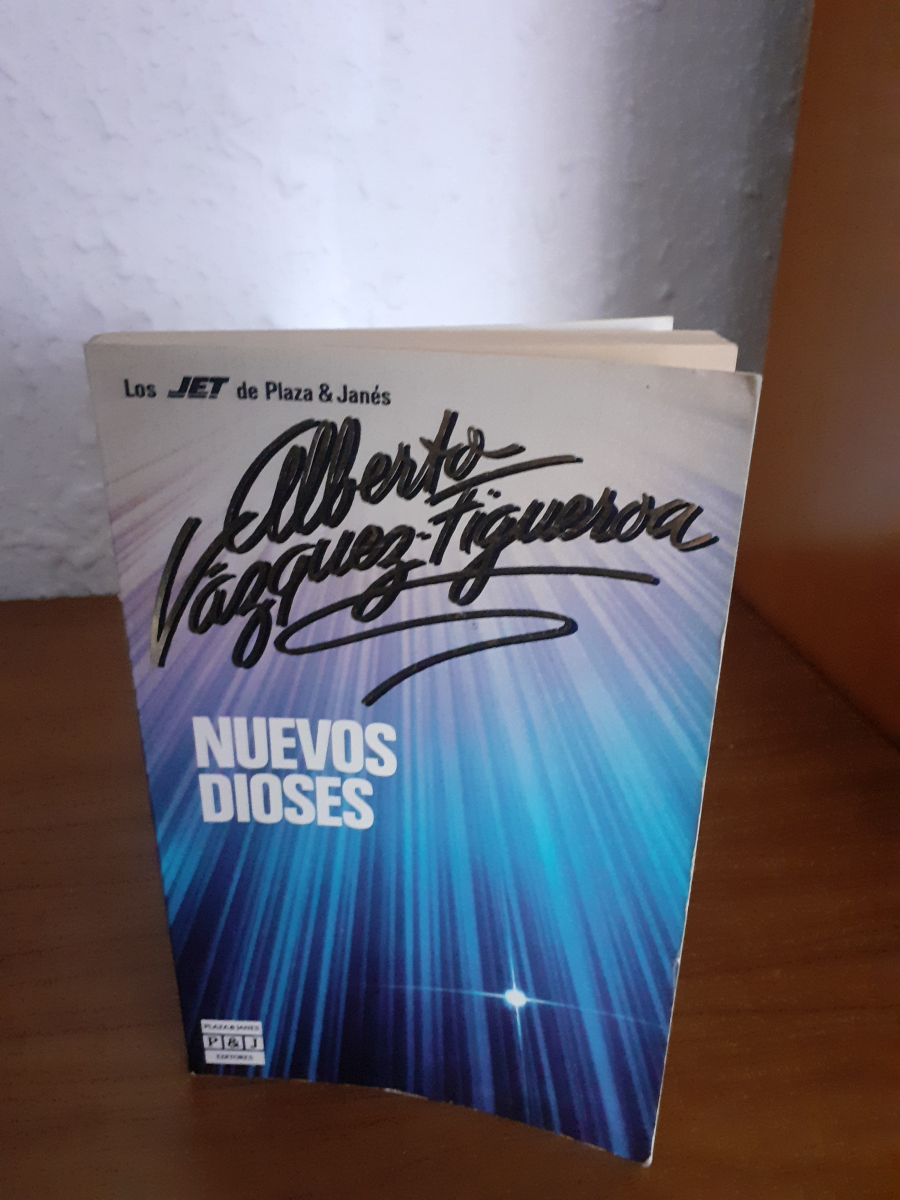 Los JET de Plaza & Janés
Alberto
Vázquez-Figueroa
NUEVOS
DIOSES
PLAZA & JANES
P & J
EDITORES